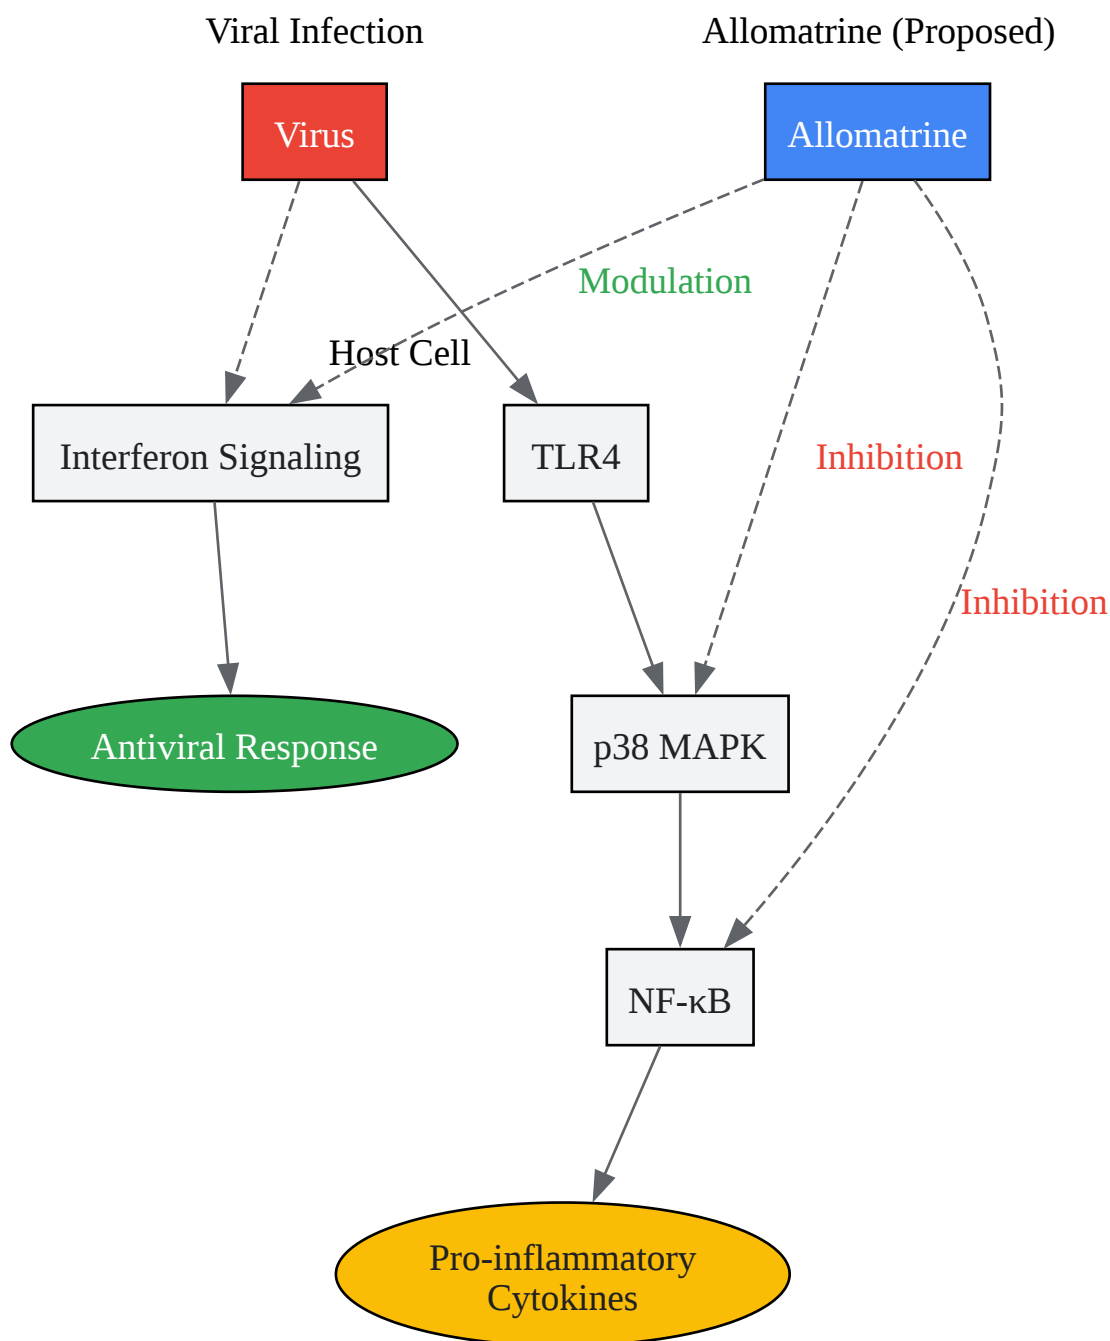 Viral Infection
Allomatrine (Proposed)
Virus
Allomatrine
Modulation
Host Cell
Interferon Signaling
TLR4
Inhibition
Inhibition
Antiviral Response
p38 MAPK
NF-κB
Pro-inflammatory
Cytokines